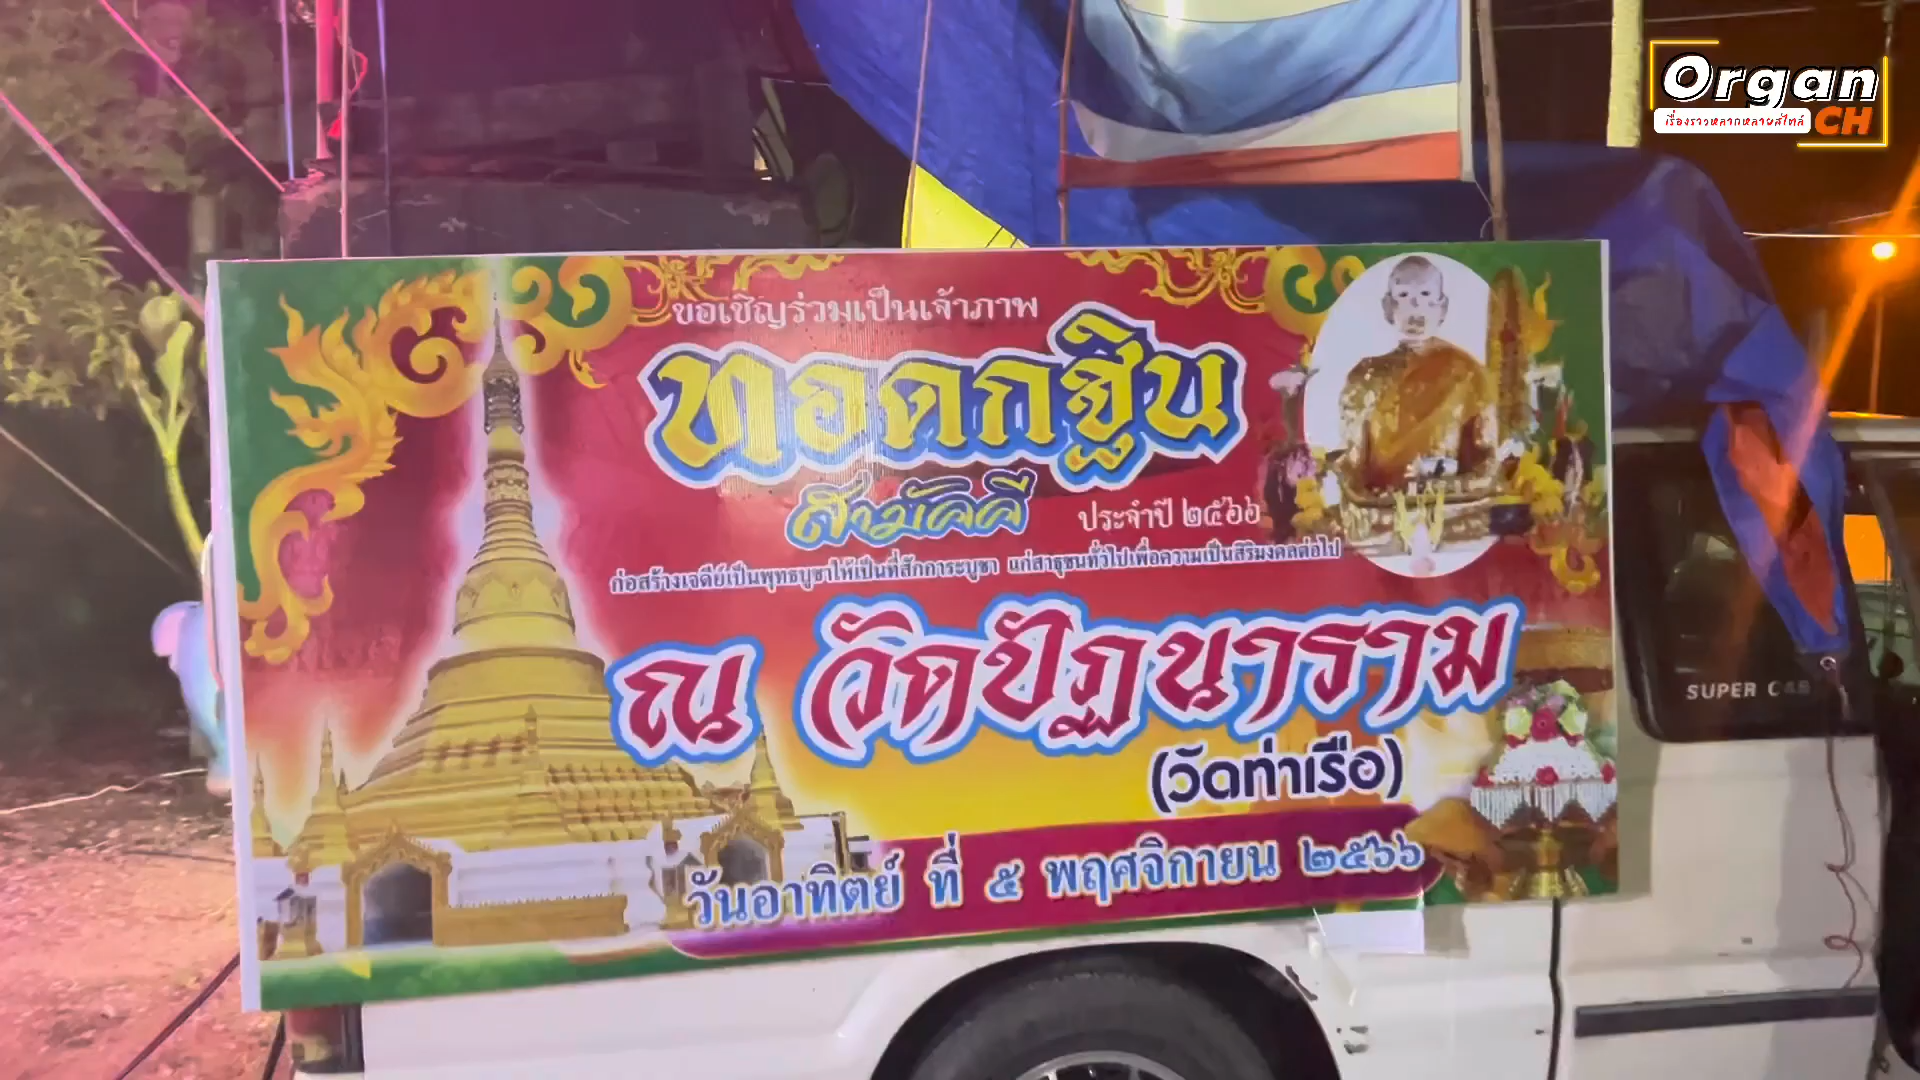 Organ
เรื่องราวหลากหลายสไตล์ CH
ขอเชิญร่วมเป็นเจ้าภาพ
ทอดกฐิน
สามัคคี ประจำปี ๒๕๖๖
ก่อสร้างเจดีย์เป็นพุทธบูชาให้เป็นที่สักการะบูชา แก่สาธุชนทั่วไปเพื่อความเป็นสิริมงคลต่อไป
ณ วัดปัฏนาราม
(วัดท่าเรือ)
วันอาทิตย์ ที่ ๕ พฤศจิกายน ๒๕๖๖
SUPER CAB